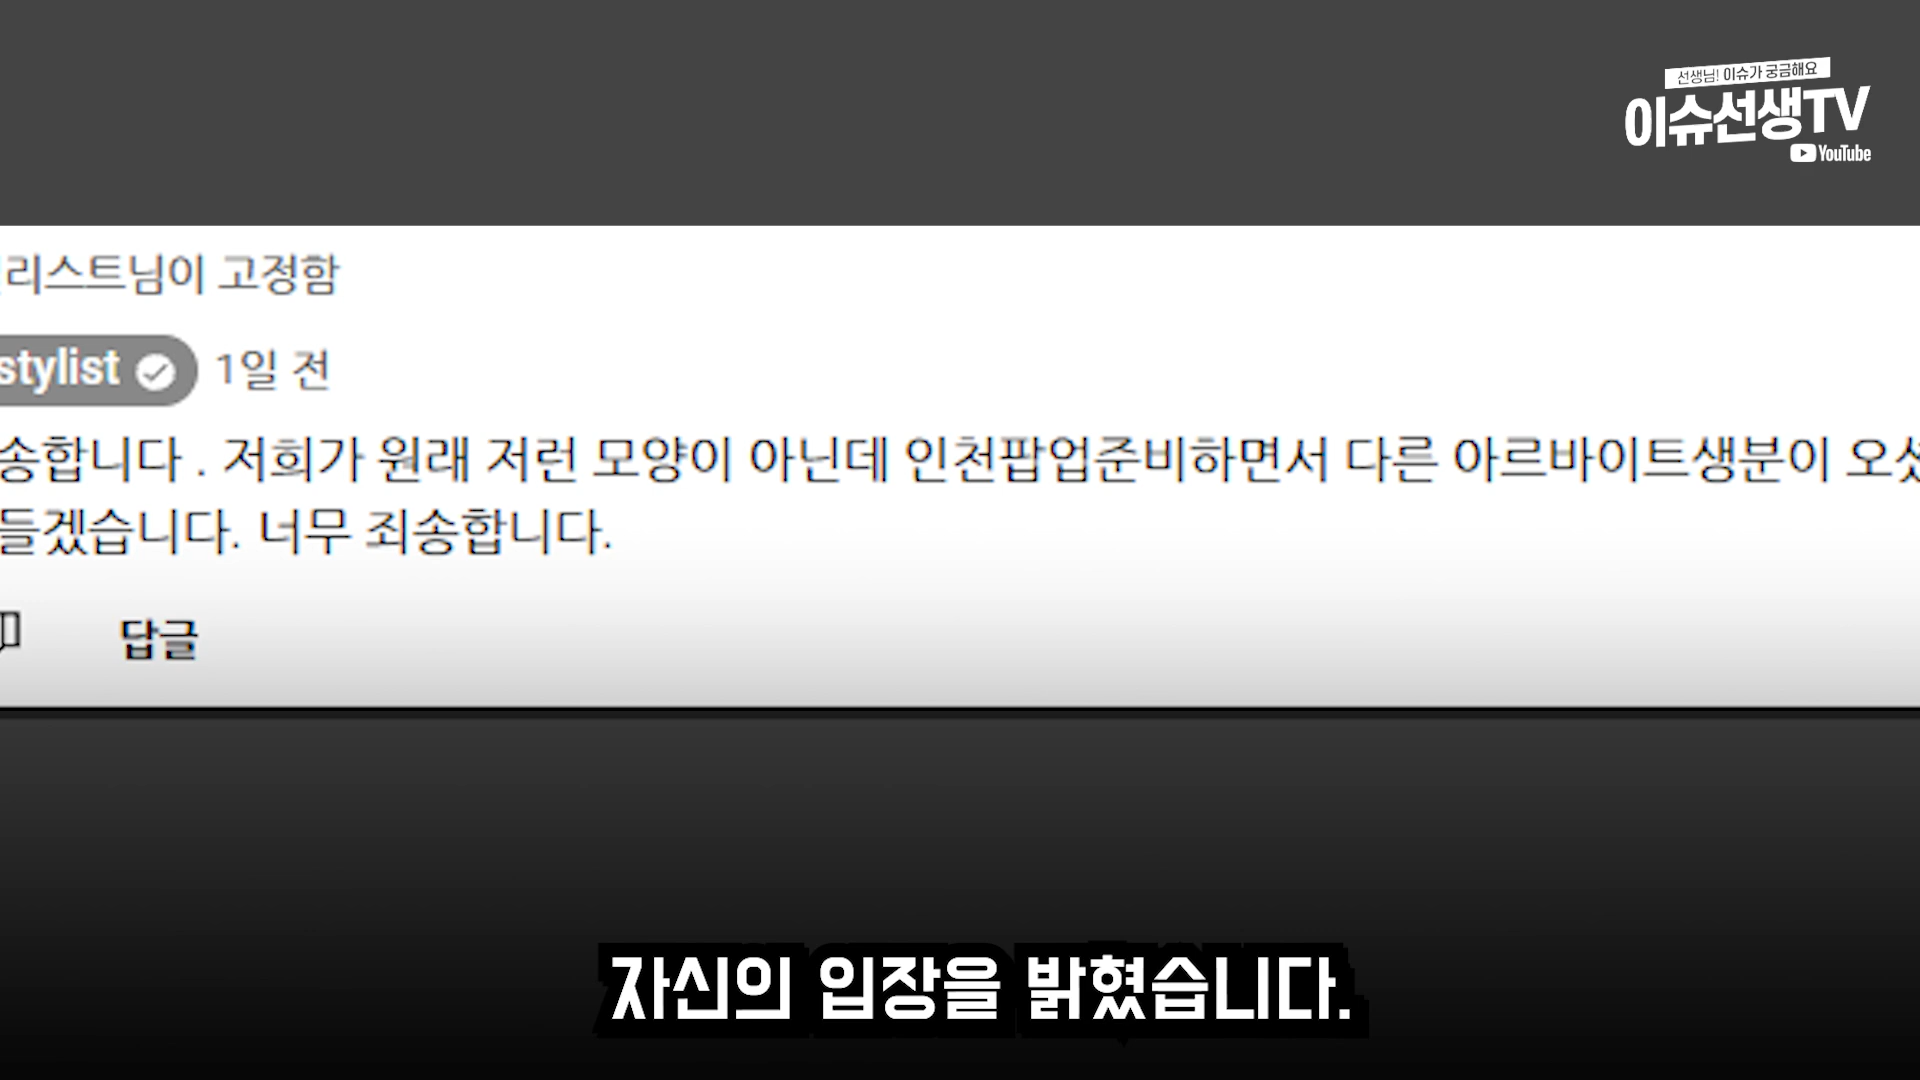 선생님! 이슈가 궁금해요
이슈선생TV
YouTube
리스트님이 고정함
stylist 1일 전
송합니다 . 저희가 원래 저런 모양이 아닌데 인천팝업준비하면서 다른 아르바이트생분이 오셨
들겠습니다. 너무 죄송합니다.
답글
자신의 입장을 밝혔습니다.